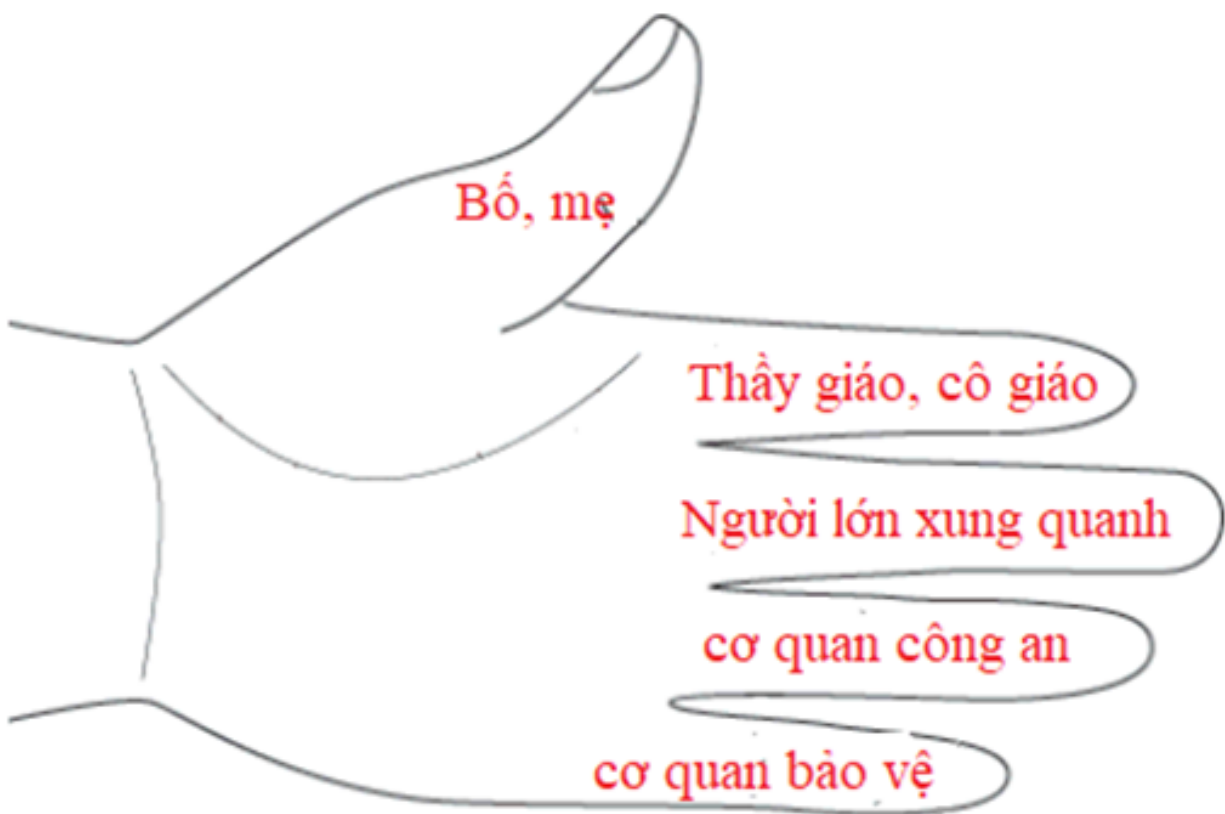 Bố, mẹ
Thầy giáo, cô giáo
Người lớn xung quanh
cơ quan công an
cơ quan bảo vệ